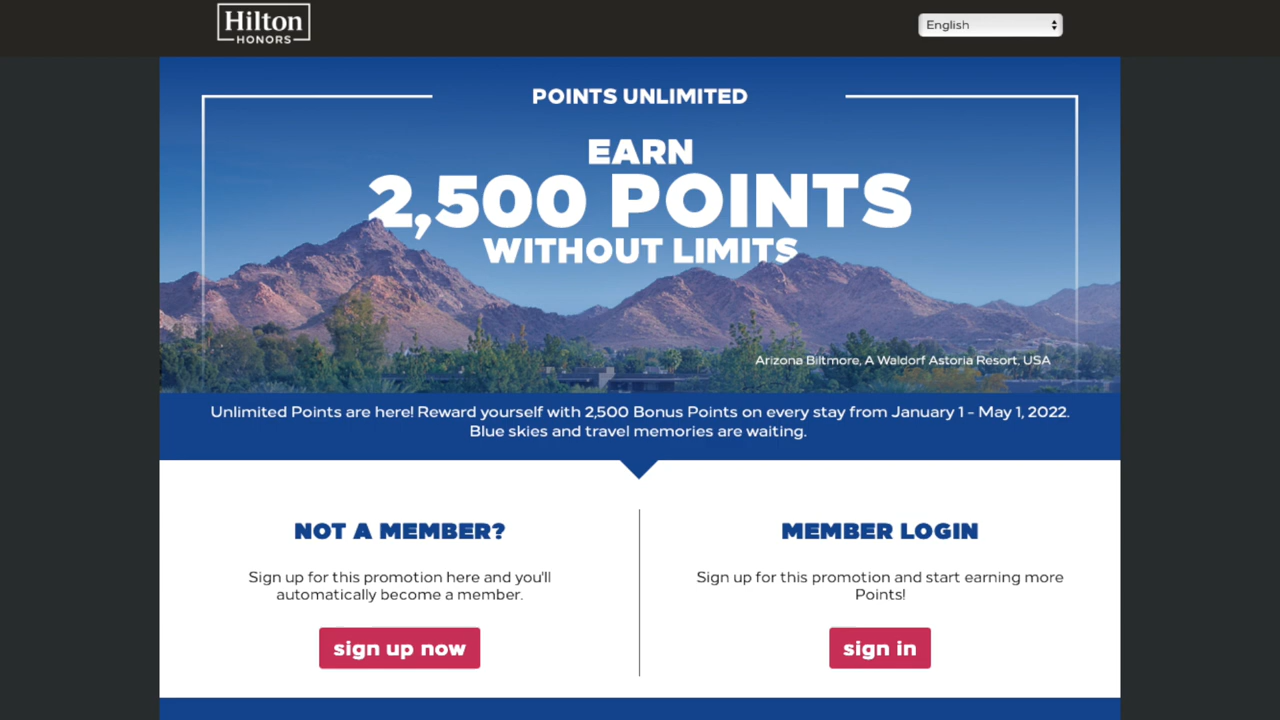 Hilton
HONORS
English
POINTS UNLIMITED
EARN
2,500 POINTS
WITHOUT LIMITS
Arizona Biltmore, A Waldorf Astoria Resort, USA
Unlimited Points are here! Reward yourself with 2,500 Bonus Points on every stay from January 1 - May 1, 2022.
Blue skies and travel memories are waiting.
NOT A MEMBER?
Sign up for this promotion here and you'll
automatically become a member.
sign up now
MEMBER LOGIN
Sign up for this promotion and start earning more
Points!
sign in